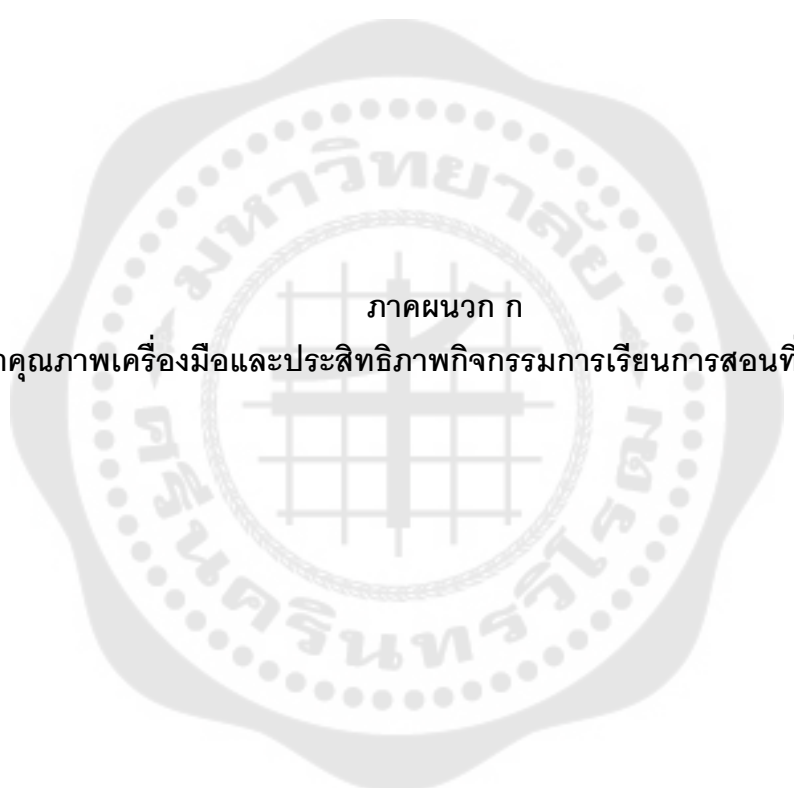 มหาวิทยาลัย
ภาคผนวก ก
คุณภาพเครื่องมือและประสิทธิภาพกิจกรรมการเรียนการสอนที่
ศรีนครินทรวิโรฒ